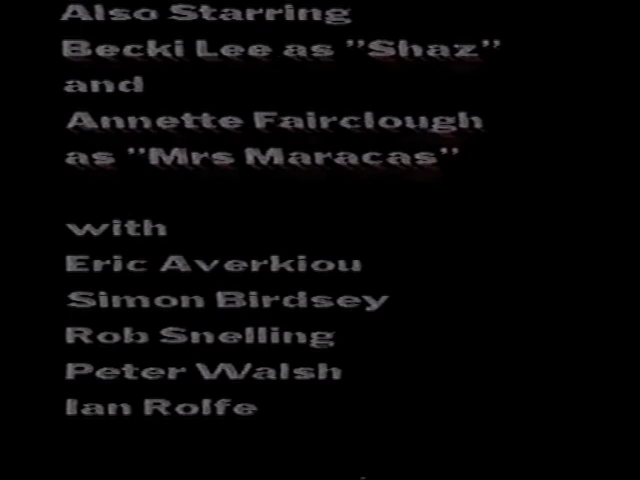 Also Starring
Becki Lee as "Shaz"
and
Annette Fairclough
as "Mrs Maracas"
with
Eric Averkiou
Simon Birdsey
Rob Snelling
Peter Walsh
Ian Rolfe